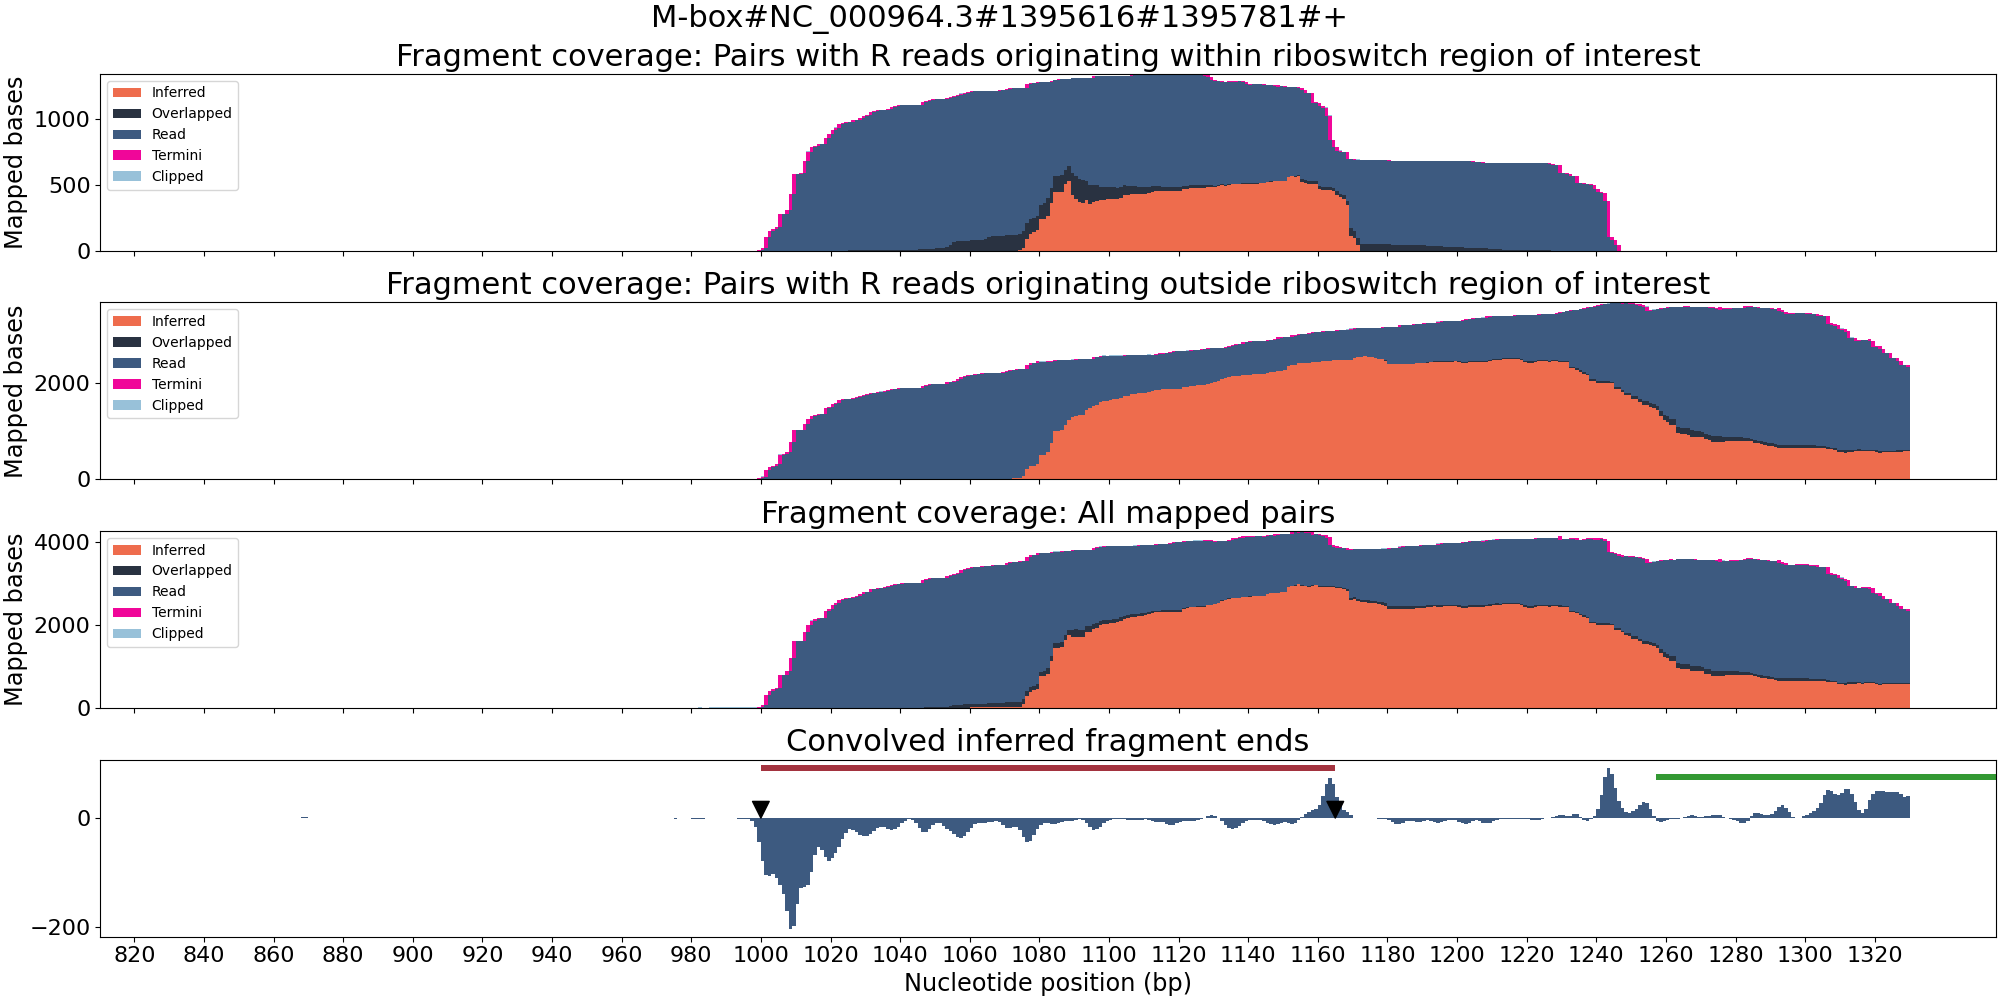 M-box#NC_000964.3#1395616#1395781#+
Fragment coverage: Pairs with R reads originating within riboswitch region of interest
Mapped bases
1000
500
0
Inferred
Overlapped
Read
Termini
Clipped
Fragment coverage: Pairs with R reads originating outside riboswitch region of interest
Mapped bases
2000
0
Inferred
Overlapped
Read
Termini
Clipped
Fragment coverage: All mapped pairs
Mapped bases
4000
2000
0
Inferred
Overlapped
Read
Termini
Clipped
Convolved inferred fragment ends
0
−200
820 840 860 880 900 920 940 960 980 1000 1020 1040 1060 1080 1100 1120 1140 1160 1180 1200 1220 1240 1260 1280 1300 1320
Nucleotide position (bp)